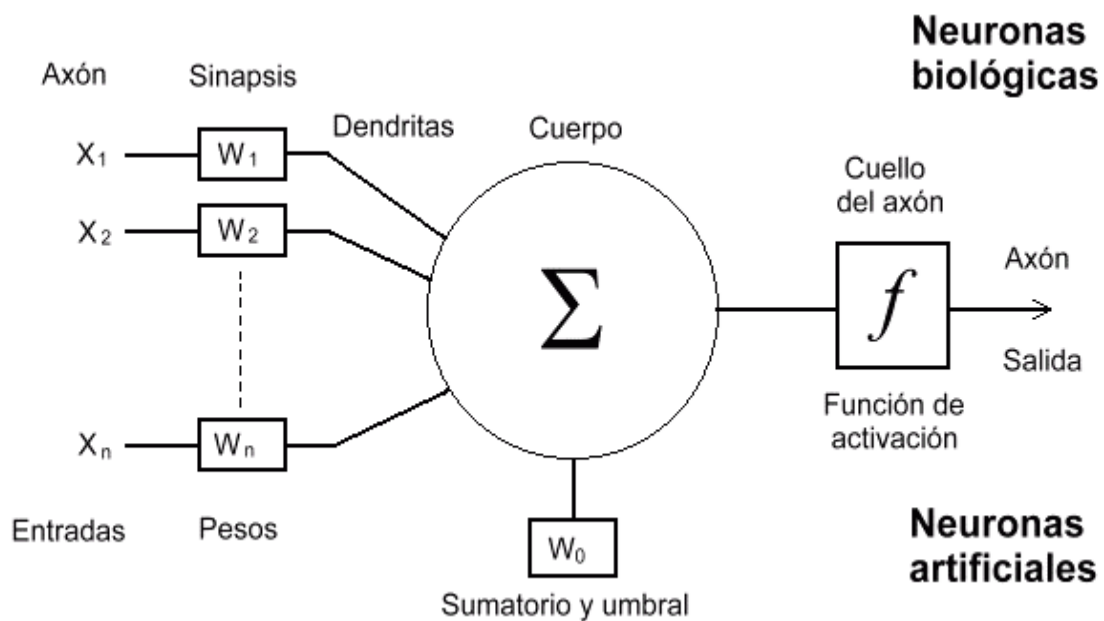 Neuronas
biológicas
Axón
Sinapsis
Dendritas
Cuerpo
Cuello
del axón
X₁
W₁
X₂
W₂
Σ
f
Axón
Salida
Función de
activación
Xₙ
Wₙ
Entradas
Pesos
W₀
Sumatorio y umbral
Neuronas
artificiales